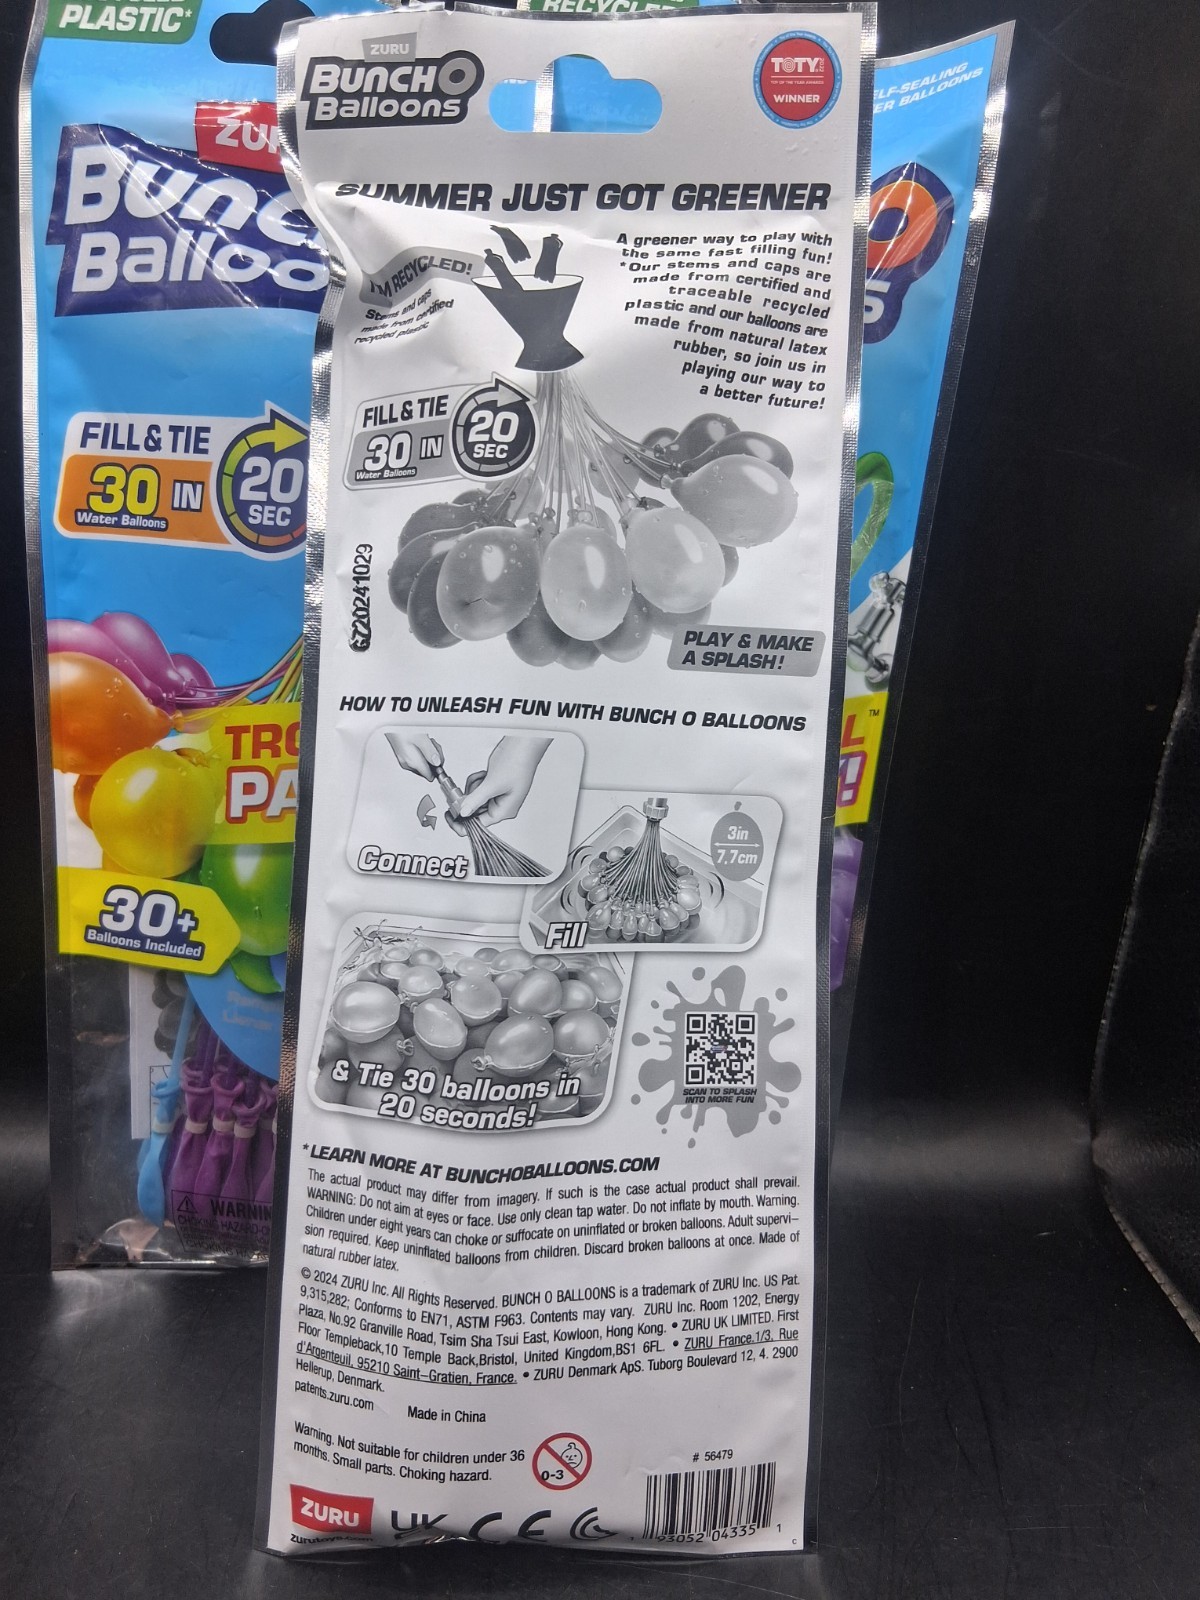 PLASTIC*
RECYCLED
ZURU
BUNCH O
Balloons
TOTY
WINNER
ELF-SEALING
ER BALLOONS
ZUR
Bunc
Balloo
SUMMER JUST GOT GREENER
A greener way to play with
the same fast filling fun!
*Our stems and caps are
made from certified and
traceable recycled
plastic and our balloons are
made from natural latex
rubber, so join us in
playing our way to
a better future!
I'M RECYCLED!
Stems and caps
made from certified
recycled plastic
FILL & TIE
30 IN
Water Balloons
20
SEC
FILL & TIE
30 IN
Water Balloons
20
SEC
6720241029
PLAY & MAKE
A SPLASH!
HOW TO UNLEASH FUN WITH BUNCH O BALLOONS
TRO
PA
L™
!
Connect
3in
7,7cm
Fill
30+
Balloons Included
& Tie 30 balloons in
20 seconds!
SCAN TO SPLASH
INTO MORE FUN
*LEARN MORE AT BUNCHOBALLOONS.COM
The actual product may differ from imagery. If such is the case actual product shall prevail.
WARNING: Do not aim at eyes or face. Use only clean tap water. Do not inflate by mouth. Warning.
Children under eight years can choke or suffocate on uninflated or broken balloons. Adult supervi-
sion required. Keep uninflated balloons from children. Discard broken balloons at once. Made of
natural rubber latex.
WARNIN
CHOKING HAZARD-
© 2024 ZURU Inc. All Rights Reserved. BUNCH O BALLOONS is a trademark of ZURU Inc. US Pat.
9,315,282; Conforms to EN71, ASTM F963. Contents may vary. ZURU Inc. Room 1202, Energy
Plaza, No.92 Granville Road, Tsim Sha Tsui East, Kowloon, Hong Kong. • ZURU UK LIMITED. First
Floor Templeback,10 Temple Back,Bristol, United Kingdom,BS1 6FL. • ZURU France.1/3, Rue
d'Argenteuil, 95210 Saint-Gratien, France. • ZURU Denmark ApS. Tuborg Boulevard 12, 4. 2900
Hellerup, Denmark.
patents.zuru.com
Made in China
Warning. Not suitable for children under 36
months. Small parts. Choking hazard.
0-3
# 56479
ZURU
zurutoys.com
UK
CE
93052 04335 1
c